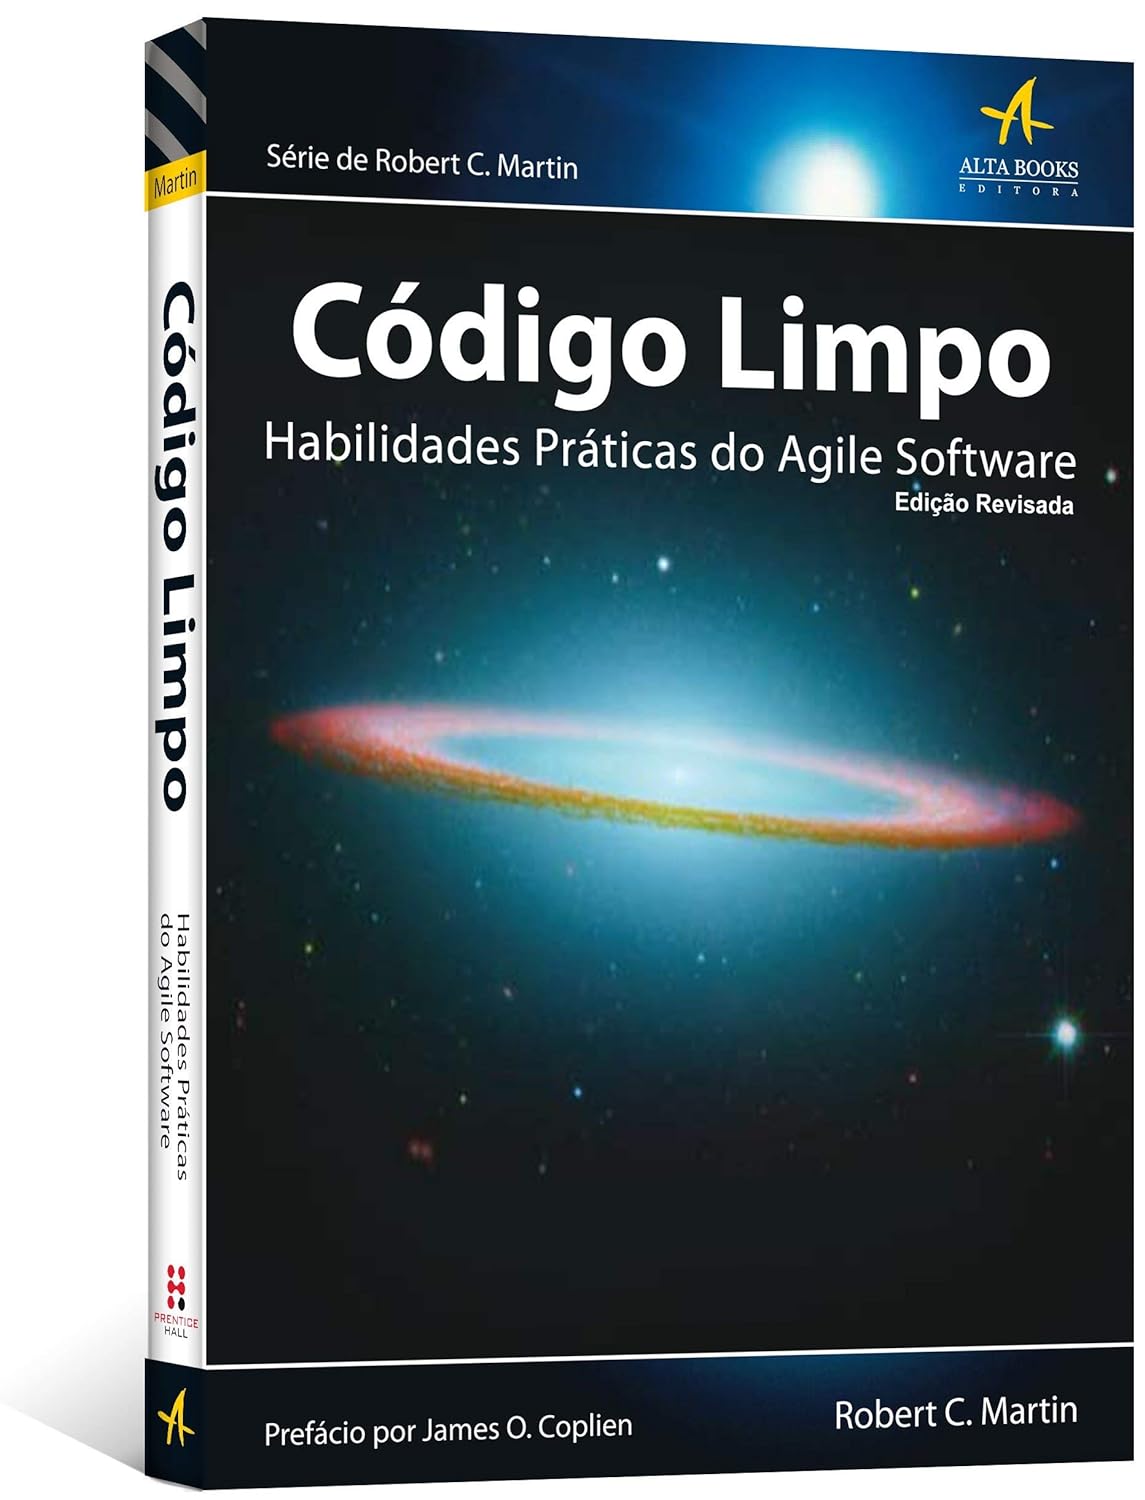 Série de Robert C. Martin
ALTA BOOKS
EDITORA
Código Limpo
Habilidades Práticas do Agile Software
Edição Revisada
Prefácio por James O. Coplien
Robert C. Martin
Martin
Código Limpo
Habilidades Práticas
do Agile Software
PRENTICE
HALL